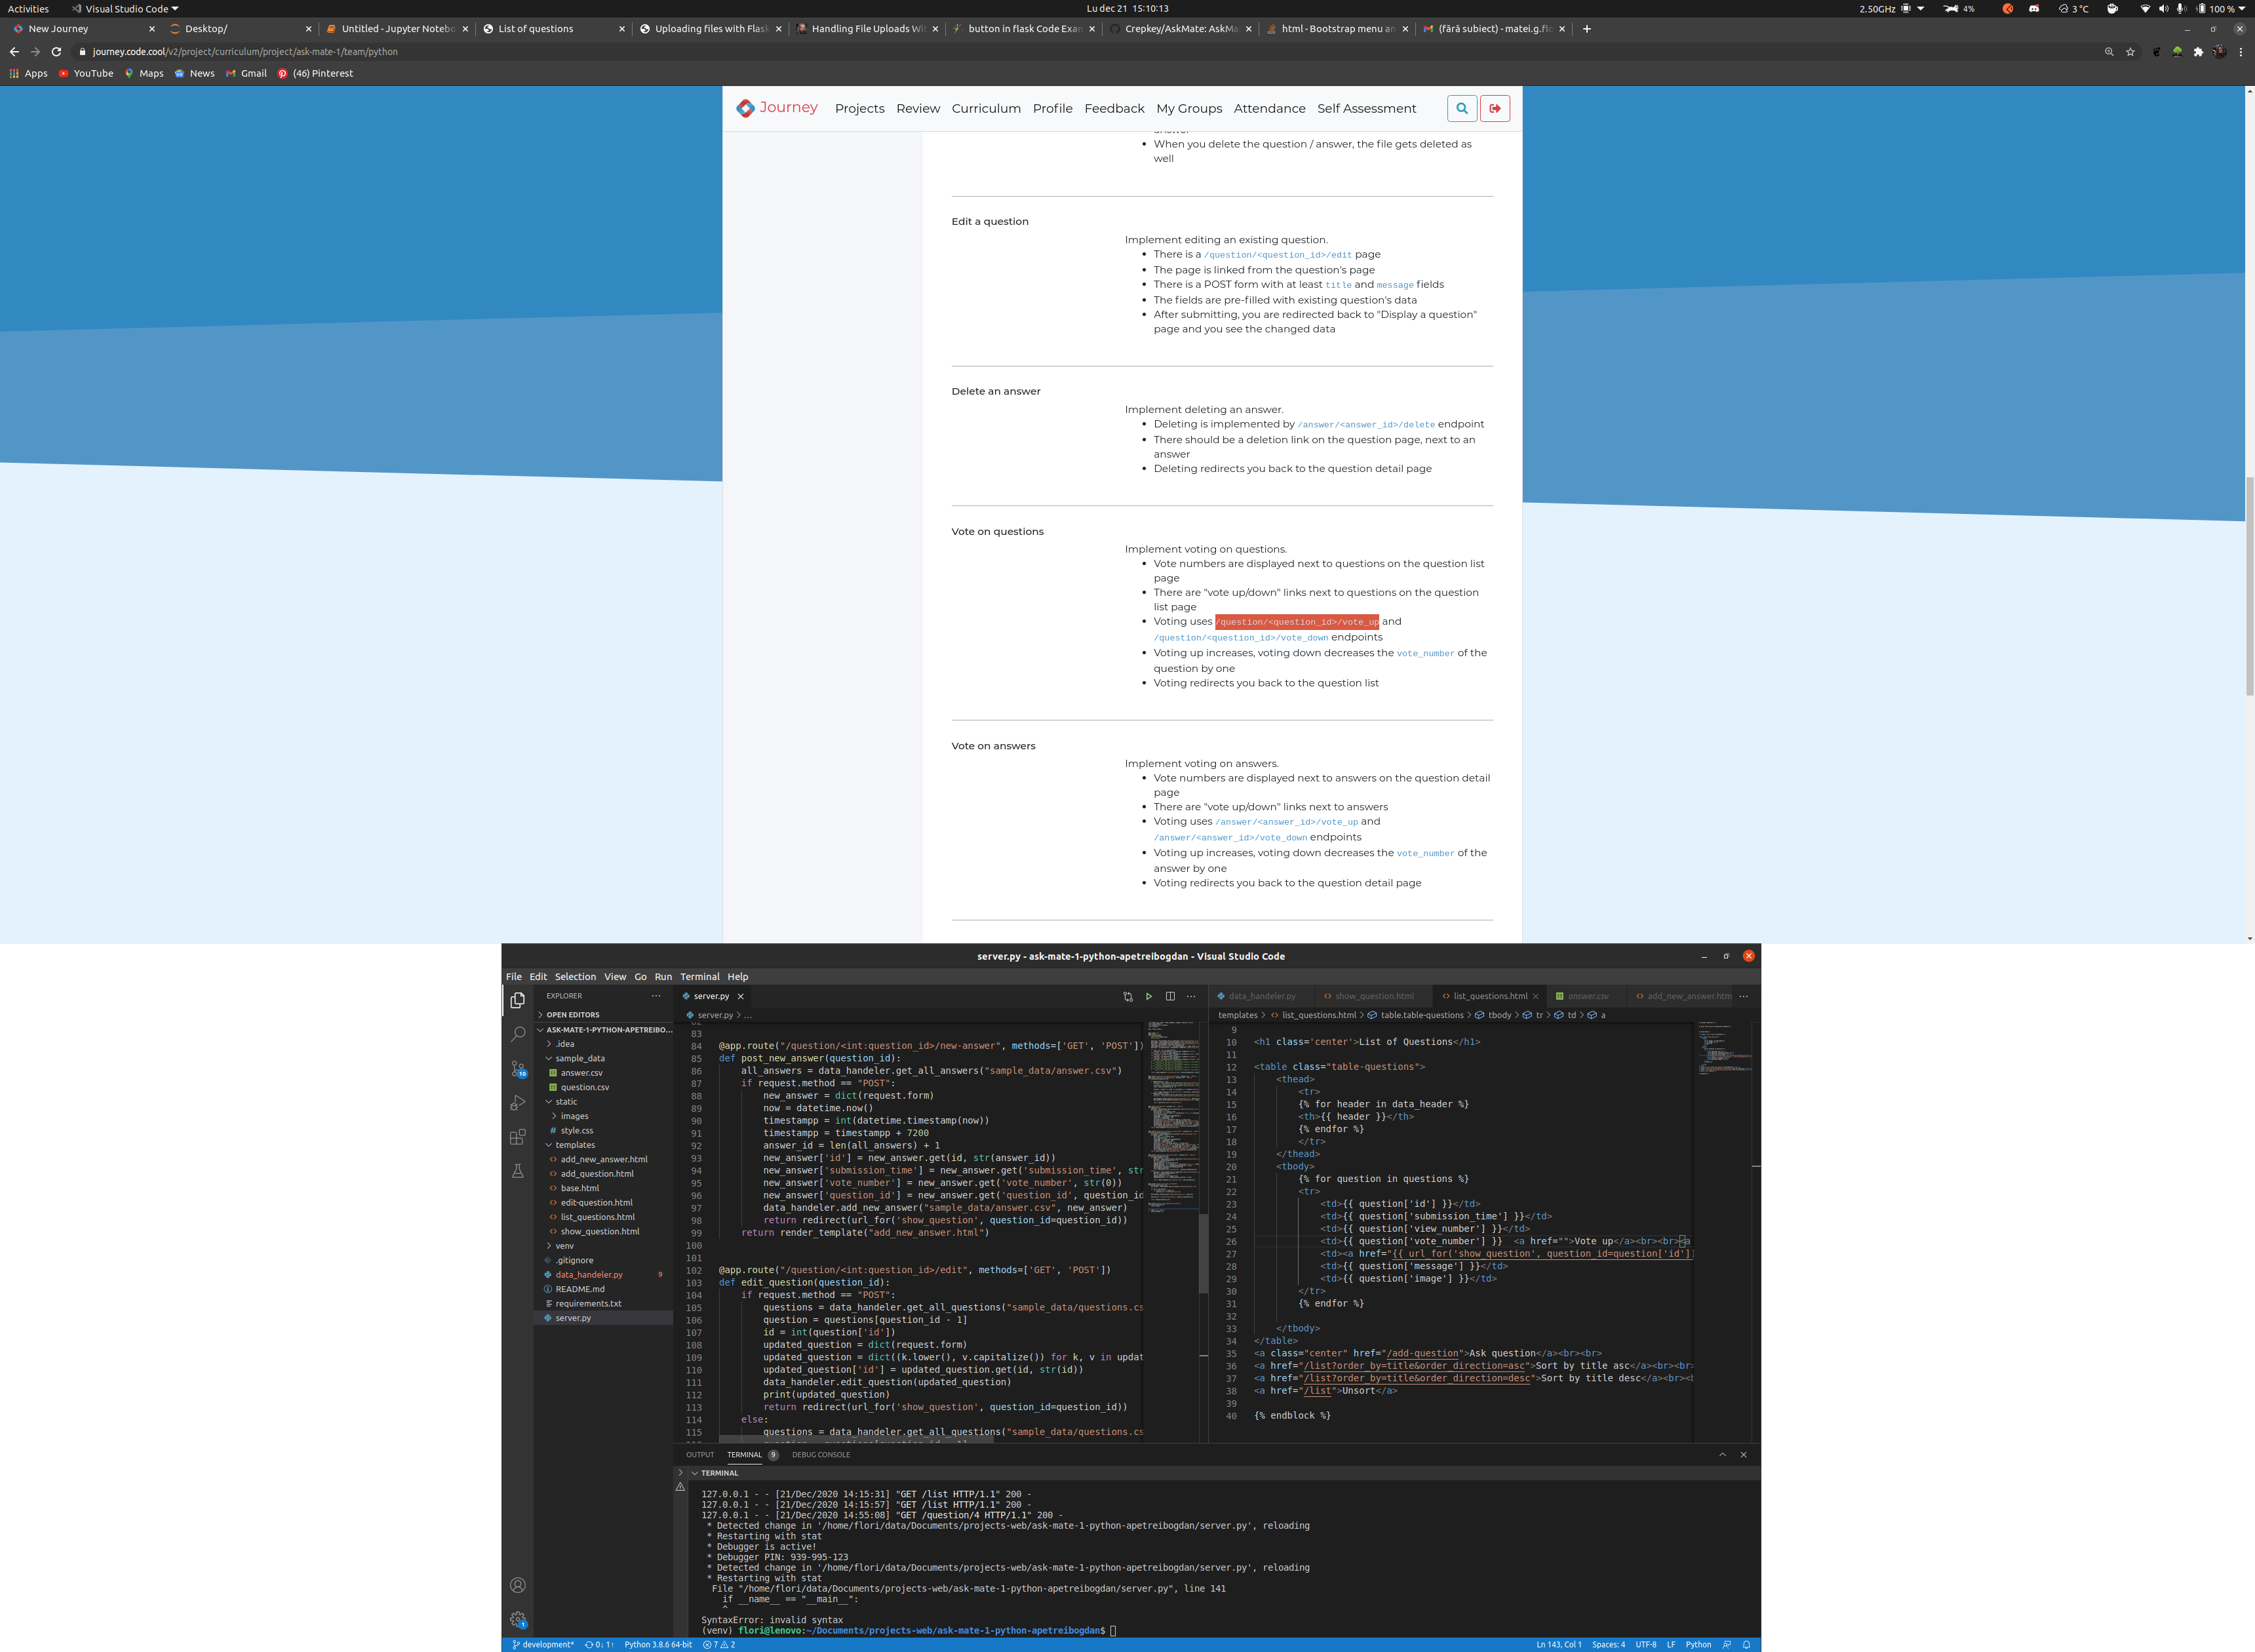 Activities Visual Studio Code Lu dec 21 15:10:13 2.50GHz 4% 3 °C 100 %
New Journey Desktop/ Untitled - Jupyter Notebo List of questions Uploading files with Flask Handling File Uploads Wi button in flask Code Exam Crepkey/AskMate: AskMa html - Bootstrap menu an (fără subiect) - matei.g.flo
journey.code.cool/v2/project/curriculum/project/ask-mate-1/team/python
Apps YouTube Maps News Gmail (46) Pinterest
Journey Projects Review Curriculum Profile Feedback My Groups Attendance Self Assessment
answer
When you delete the question / answer, the file gets deleted as
well
Edit a question
Implement editing an existing question.
There is a /question/<question_id>/edit page
The page is linked from the question's page
There is a POST form with at least title and message fields
The fields are pre-filled with existing question's data
After submitting, you are redirected back to "Display a question"
page and you see the changed data
Delete an answer
Implement deleting an answer.
Deleting is implemented by /answer/<answer_id>/delete endpoint
There should be a deletion link on the question page, next to an
answer
Deleting redirects you back to the question detail page
Vote on questions
Implement voting on questions.
Vote numbers are displayed next to questions on the question list
page
There are "vote up/down" links next to questions on the question
list page
Voting uses /question/<question_id>/vote_up and
/question/<question_id>/vote_down endpoints
Voting up increases, voting down decreases the vote_number of the
question by one
Voting redirects you back to the question list
Vote on answers
Implement voting on answers.
Vote numbers are displayed next to answers on the question detail
page
There are "vote up/down" links next to answers
Voting uses /answer/<answer_id>/vote_up and
/answer/<answer_id>/vote_down endpoints
Voting up increases, voting down decreases the vote_number of the
answer by one
Voting redirects you back to the question detail page
server.py - ask-mate-1-python-apetreibogdan - Visual Studio Code
File Edit Selection View Go Run Terminal Help
EXPLORER
OPEN EDITORS
ASK-MATE-1-PYTHON-APETREIBO...
.idea
sample_data
answer.csv
question.csv
static
images
# style.css
templates
add_new_answer.html
add_question.html
base.html
edit-question.html
list_questions.html
show_question.html
venv
.gitignore
data_handeler.py 9
README.md
requirements.txt
server.py
10
1
server.py
server.py > ...
83
84 @app.route("/question/<int:question_id>/new-answer", methods=['GET', 'POST'])
85 def post_new_answer(question_id):
86 all_answers = data_handeler.get_all_answers("sample_data/answer.csv")
87 if request.method == "POST":
88 new_answer = dict(request.form)
89 now = datetime.now()
90 timestampp = int(datetime.timestamp(now))
91 timestampp = timestampp + 7200
92 answer_id = len(all_answers) + 1
93 new_answer['id'] = new_answer.get(id, str(answer_id))
94 new_answer['submission_time'] = new_answer.get('submission_time', str
95 new_answer['vote_number'] = new_answer.get('vote_number', str(0))
96 new_answer['question_id'] = new_answer.get('question_id', question_id
97 data_handeler.add_new_answer("sample_data/answer.csv", new_answer)
98 return redirect(url_for('show_question', question_id=question_id))
99 return render_template("add_new_answer.html")
100
101
102 @app.route("/question/<int:question_id>/edit", methods=['GET', 'POST'])
103 def edit_question(question_id):
104 if request.method == "POST":
105 questions = data_handeler.get_all_questions("sample_data/questions.cs
106 question = questions[question_id - 1]
107 id = int(question['id'])
108 updated_question = dict(request.form)
109 updated_question = dict((k.lower(), v.capitalize()) for k, v in updat
110 updated_question['id'] = updated_question.get(id, str(id))
111 data_handeler.edit_question(updated_question)
112 print(updated_question)
113 return redirect(url_for('show_question', question_id=question_id))
114 else:
115 questions = data_handeler.get_all_questions("sample_data/questions.cs
data_handeler.py show_question.html list_questions.html answer.csv add_new_answer.htm
templates > list_questions.html > table.table-questions > tbody > tr > td > a
9
10 <h1 class='center'>List of Questions</h1>
11
12 <table class="table-questions">
13 <thead>
14 <tr>
15 {% for header in data_header %}
16 <th>{{ header }}</th>
17 {% endfor %}
18 </tr>
19 </thead>
20 <tbody>
21 {% for question in questions %}
22 <tr>
23 <td>{{ question['id'] }}</td>
24 <td>{{ question['submission_time'] }}</td>
25 <td>{{ question['view_number'] }}</td>
26 <td>{{ question['vote_number'] }} <a href="">Vote up</a><br><br><a
27 <td><a href="{{ url_for('show_question', question_id=question['id'])
28 <td>{{ question['message'] }}</td>
29 <td>{{ question['image'] }}</td>
30 </tr>
31 {% endfor %}
32
33 </tbody>
34 </table>
35 <a class="center" href="/add-question">Ask question</a><br><br>
36 <a href="/list?order_by=title&order_direction=asc">Sort by title asc</a><br><br>
37 <a href="/list?order_by=title&order_direction=desc">Sort by title desc</a><br><b
38 <a href="/list">Unsort</a>
39
40 {% endblock %}
OUTPUT TERMINAL 9 DEBUG CONSOLE
TERMINAL
127.0.0.1 - - [21/Dec/2020 14:15:31] "GET /list HTTP/1.1" 200 -
127.0.0.1 - - [21/Dec/2020 14:15:57] "GET /list HTTP/1.1" 200 -
127.0.0.1 - - [21/Dec/2020 14:55:08] "GET /question/4 HTTP/1.1" 200 -
* Detected change in '/home/flori/data/Documents/projects-web/ask-mate-1-python-apetreibogdan/server.py', reloading
* Restarting with stat
* Debugger is active!
* Debugger PIN: 939-995-123
* Detected change in '/home/flori/data/Documents/projects-web/ask-mate-1-python-apetreibogdan/server.py', reloading
* Restarting with stat
File "/home/flori/data/Documents/projects-web/ask-mate-1-python-apetreibogdan/server.py", line 141
if __name__ == "__main__":
^
SyntaxError: invalid syntax
(venv) flori@lenovo:~/Documents/projects-web/ask-mate-1-python-apetreibogdan$
development* 0↓ 1↑ Python 3.8.6 64-bit 7 2 Ln 143, Col 1 Spaces: 4 UTF-8 LF Python